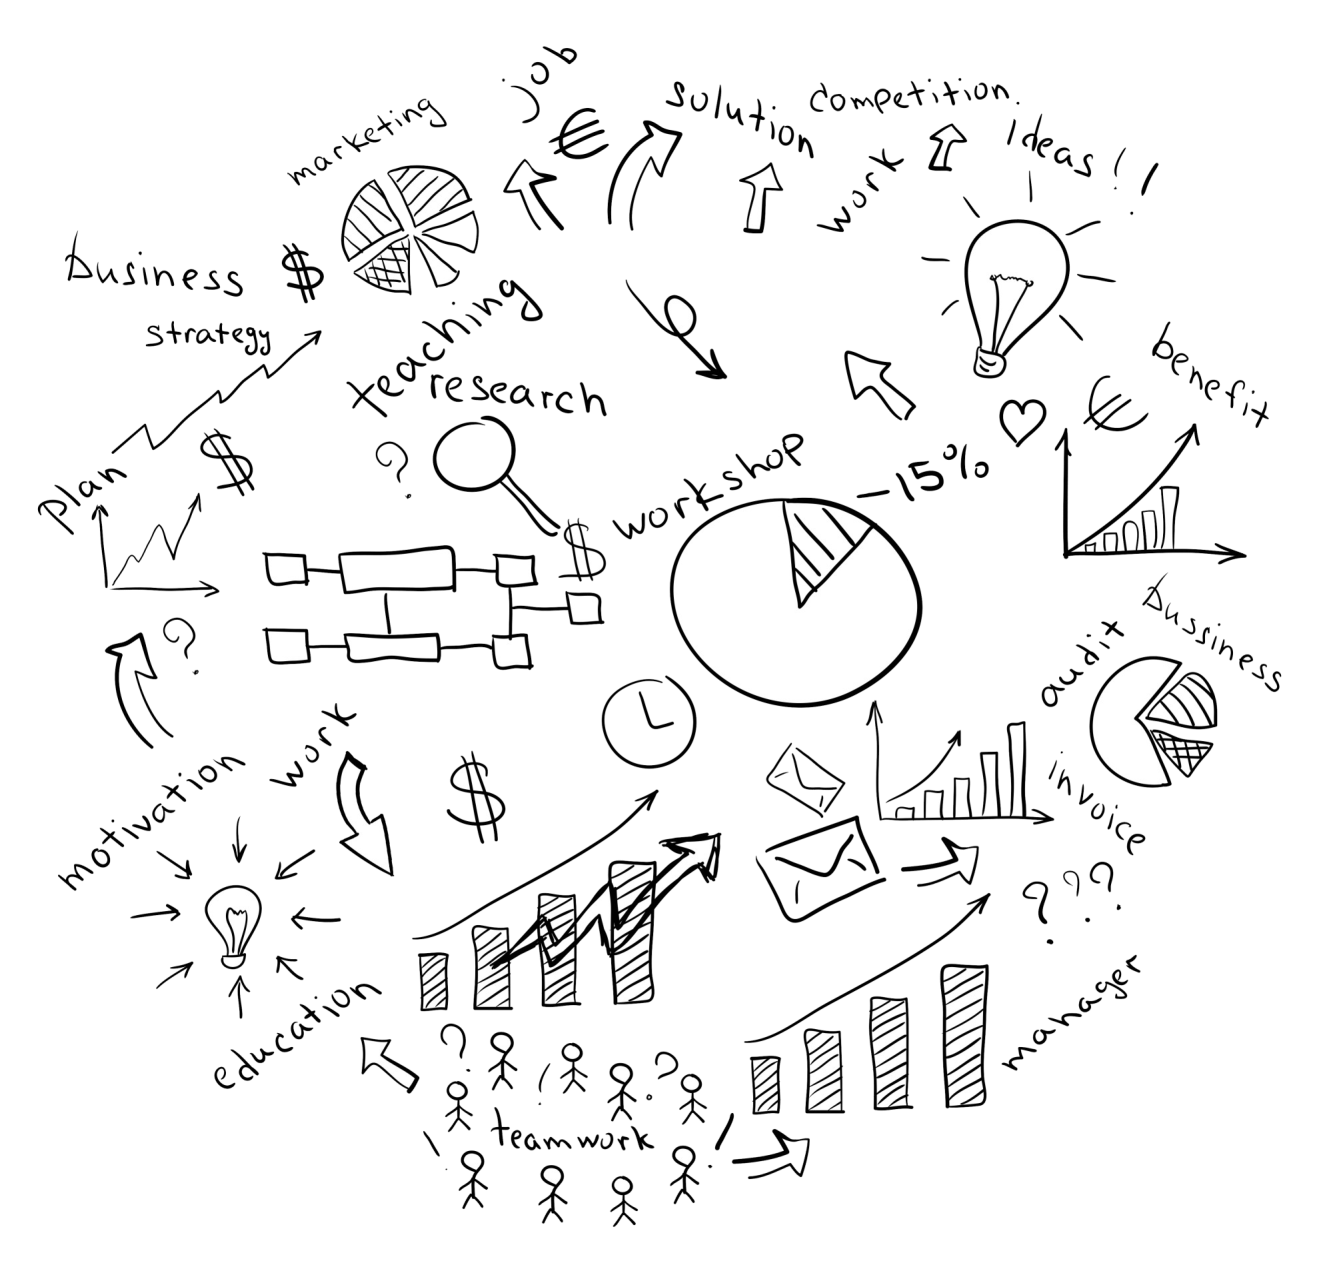 job
solution
competition.
marketing
€
Ideas!!
work
business
$
strategy
teaching
research
benefit
€
plan
$
?
workshop
-15%
$
?
bussiness
audit
work
motivation
$
invoice
???
education
manager
?
!
?
teamwork
!
!